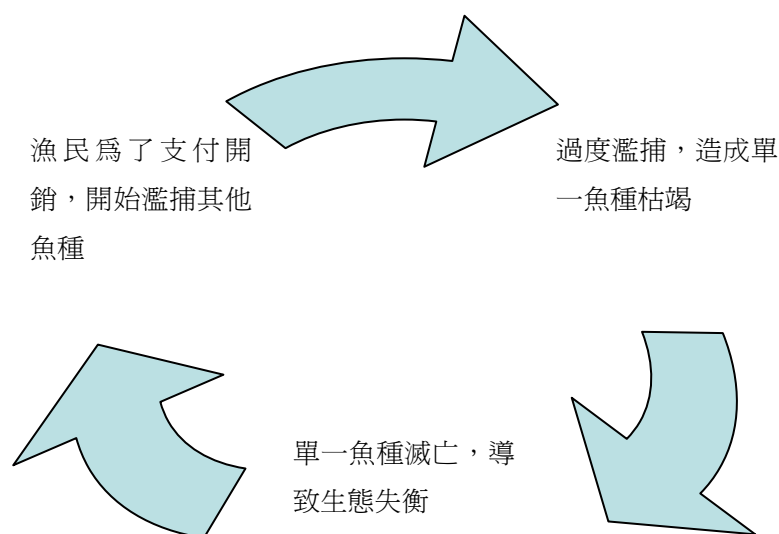 漁民為了支付開
銷，開始濫捕其他
魚種
過度濫捕，造成單
一魚種枯竭
單一魚種滅亡，導
致生態失衡